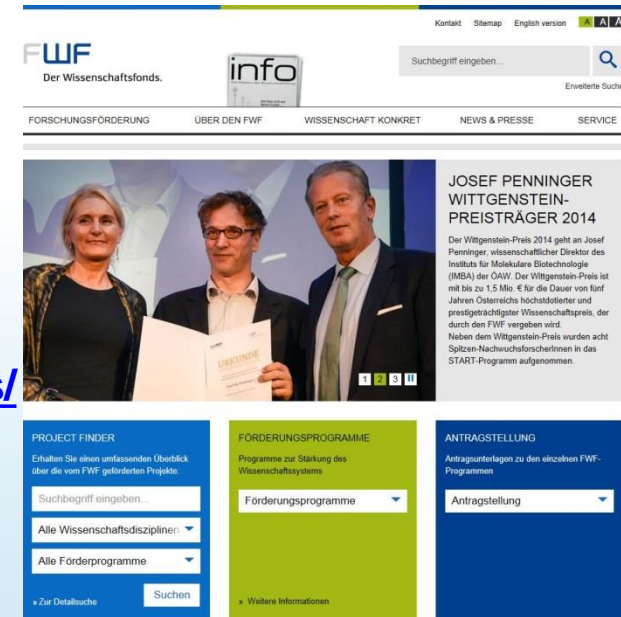 Kontakt Sitemap English version A A A
FWF
Der Wissenschaftsfonds.
info
Suchbegriff eingeben...
Erweiterte Suche
FORSCHUNGSFÖRDERUNG ÜBER DEN FWF WISSENSCHAFT KONKRET NEWS & PRESSE SERVICE
JOSEF PENNINGER
WITTGENSTEIN-
PREISTRÄGER 2014
Der Wittgenstein-Preis 2014 geht an Josef
Penninger, wissenschaftlicher Direktor des
Instituts für Molekulare Biotechnologie
(IMBA) der ÖAW. Der Wittgenstein-Preis ist
mit bis zu 1,5 Mio. € für die Dauer von fünf
Jahren Österreichs höchstdotierter und
prestigeträchtigster Wissenschaftspreis, der
durch den FWF vergeben wird.
Neben dem Wittgenstein-Preis wurden acht
Spitzen-NachwuchsforscherInnen in das
START-Programm aufgenommen.
URKUNDE
1 2 3
s/
PROJECT FINDER
Erhalten Sie einen umfassenden Überblick
über die vom FWF geförderten Projekte:
Suchbegriff eingeben...
Alle Wissenschaftsdisziplinen
Alle Förderprogramme
» Zur Detailsuche Suchen
FÖRDERUNGSPROGRAMME
Programme zur Stärkung des
Wissenschaftssystems
Förderungsprogramme
» Weitere Informationen
ANTRAGSTELLUNG
Antragsunterlagen zu den einzelnen FWF-
Programmen
Antragstellung